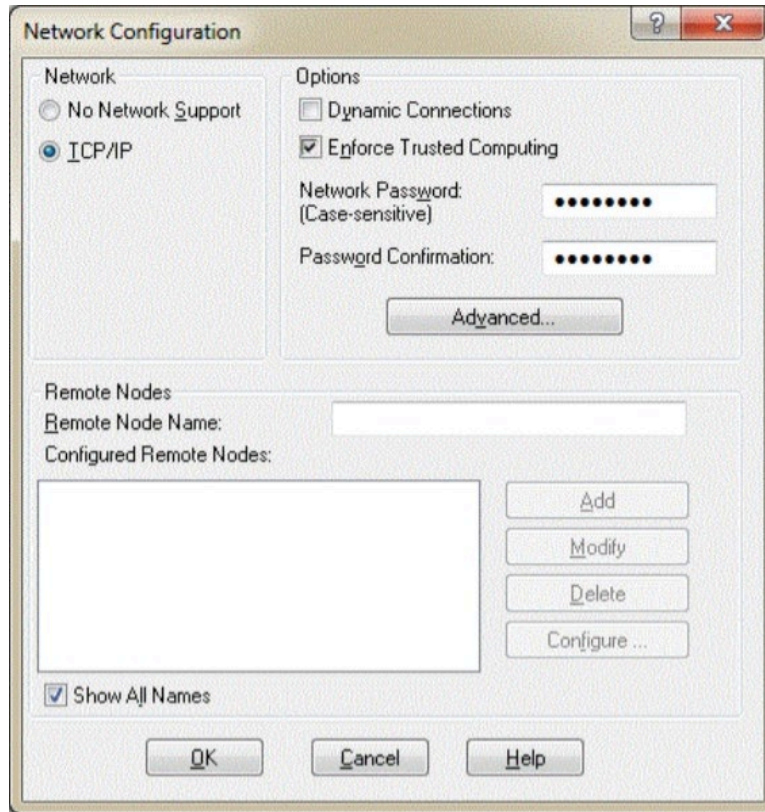 Network Configuration
Network
No Network Support
TCP/IP
Options
Dynamic Connections
Enforce Trusted Computing
Network Password:
(Case-sensitive)
••••••••
Password Confirmation:
••••••••
Advanced...
Remote Nodes
Remote Node Name:
Configured Remote Nodes:
Add
Modify
Delete
Configure ...
Show All Names
OK Cancel Help